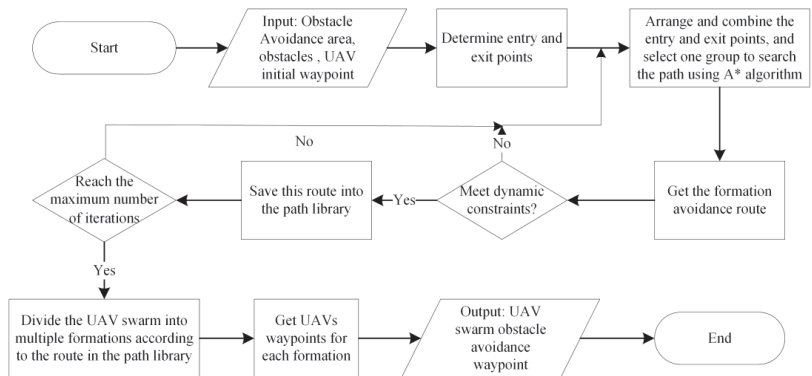 Start
Input: Obstacle
Avoidance area,
obstacles , UAV
initial waypoint
Determine entry and
exit points
Arrange and combine the
entry and exit points, and
select one group to search
the path using A* algorithm
No
No
Reach the
maximum number
of iterations
Save this route into
the path library
Yes
Meet dynamic
constraints?
Get the formation
avoidance route
Yes
Divide the UAV swarm into
multiple formations according
to the route in the path library
Get UAVs
waypoints for
each formation
Output: UAV
swarm obstacle
avoidance
waypoint
End